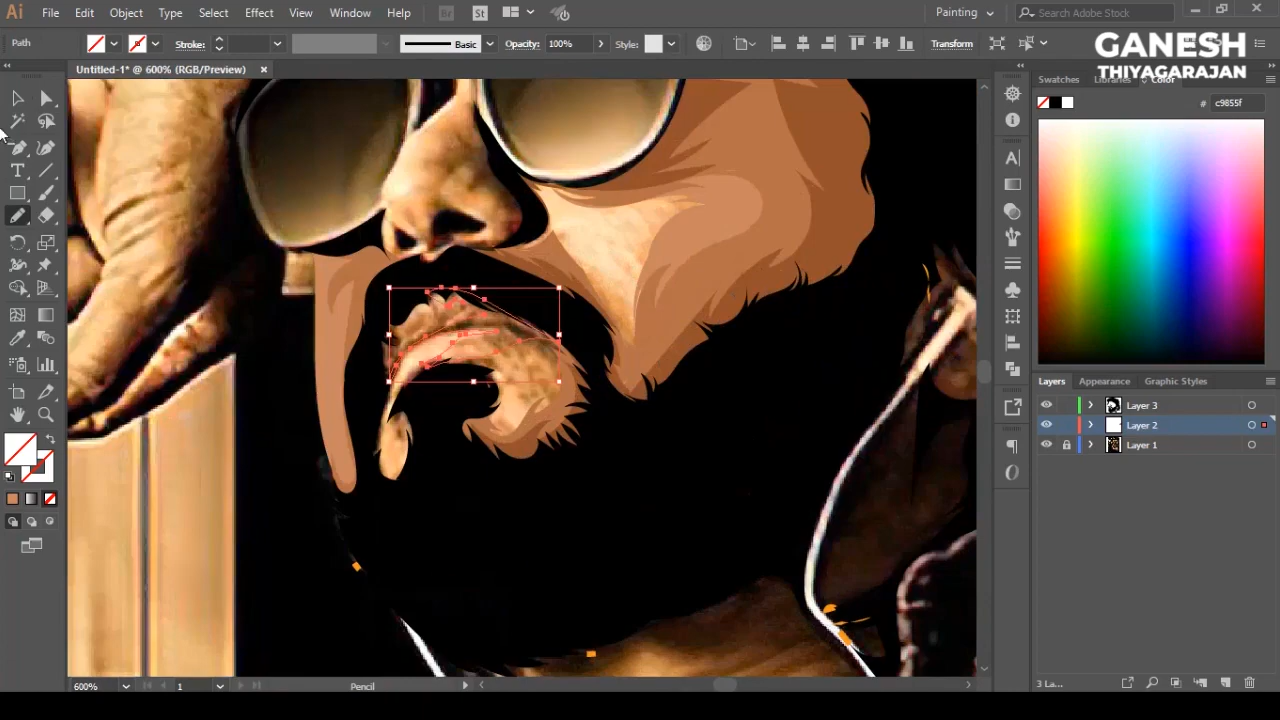 Ai File Edit Object Type Select Effect View Window Help Br St Painting Search Adobe Stock
Path Stroke: Basic Opacity: 100% Style: Transform
GANESH
THIYAGARAJAN
Untitled-1* @ 600% (RGB/Preview)
Swatches Libraries Color
# c9855f
Layers Appearance Graphic Styles
Layer 3
Layer 2
Layer 1
600% 1 Pencil 3 La...